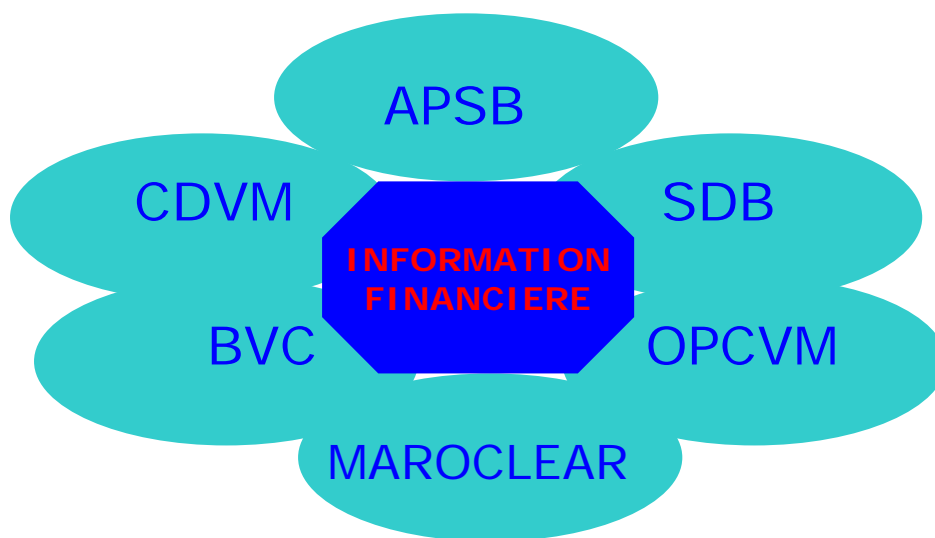 APSB
CDVM
SDB
INFORMATION
FINANCIERE
BVC
OPCVM
MAROCLEAR